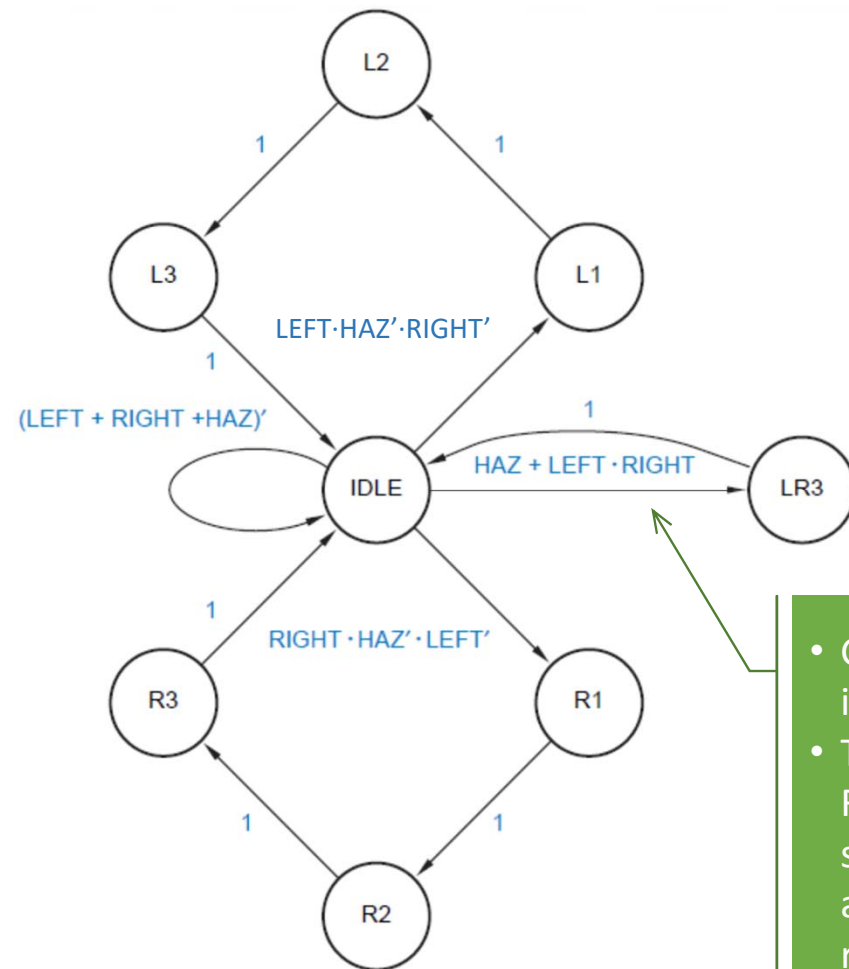 L2
1
1
L3
L1
LEFT·HAZ′·RIGHT′
1
(LEFT + RIGHT +HAZ)′
1
HAZ + LEFT · RIGHT
IDLE
LR3
1
RIGHT · HAZ′ · LEFT′
R3
R1
1
1
R2